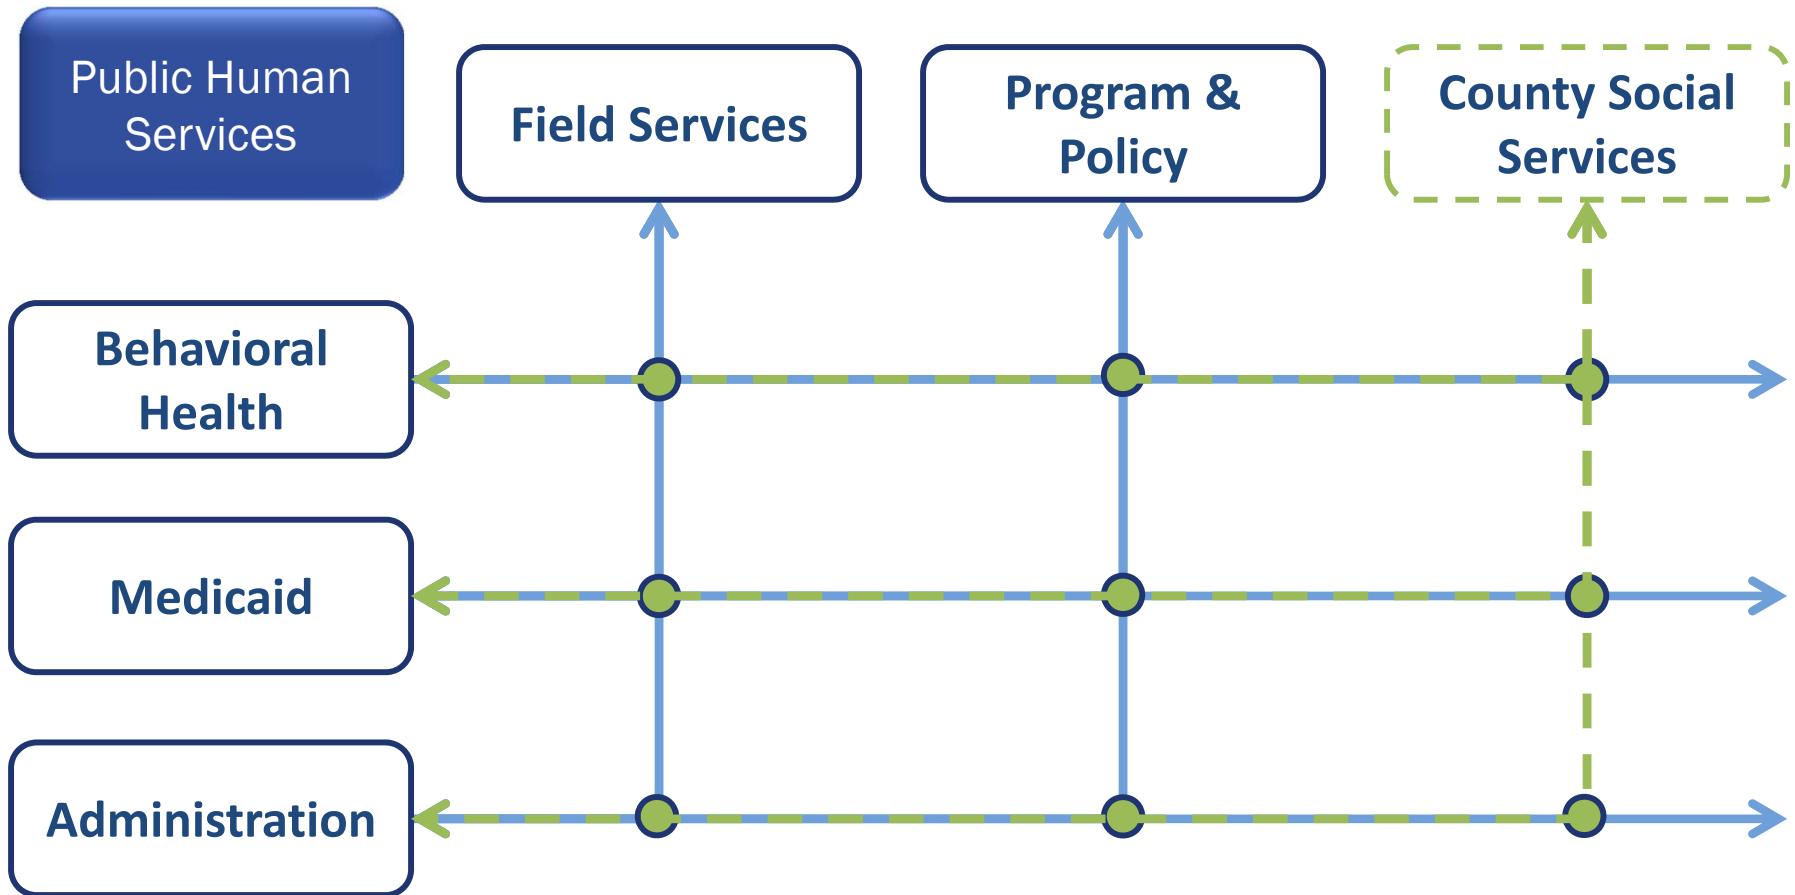 Public Human
Services
Field Services
Program &
Policy
County Social
Services
Behavioral
Health
Medicaid
Administration